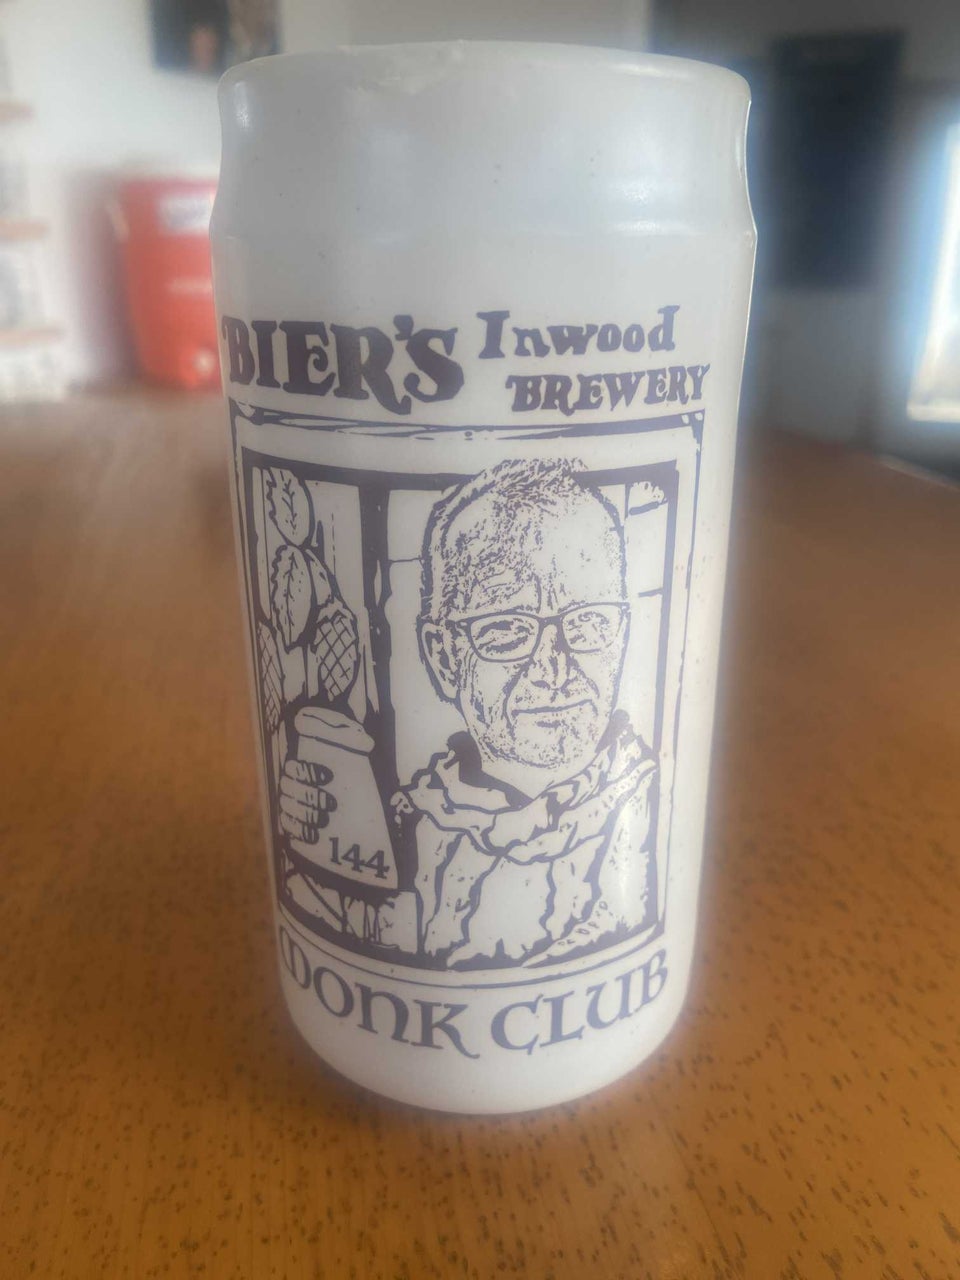 BIER'S Inwood
BREWERY
144
MONK CLUB